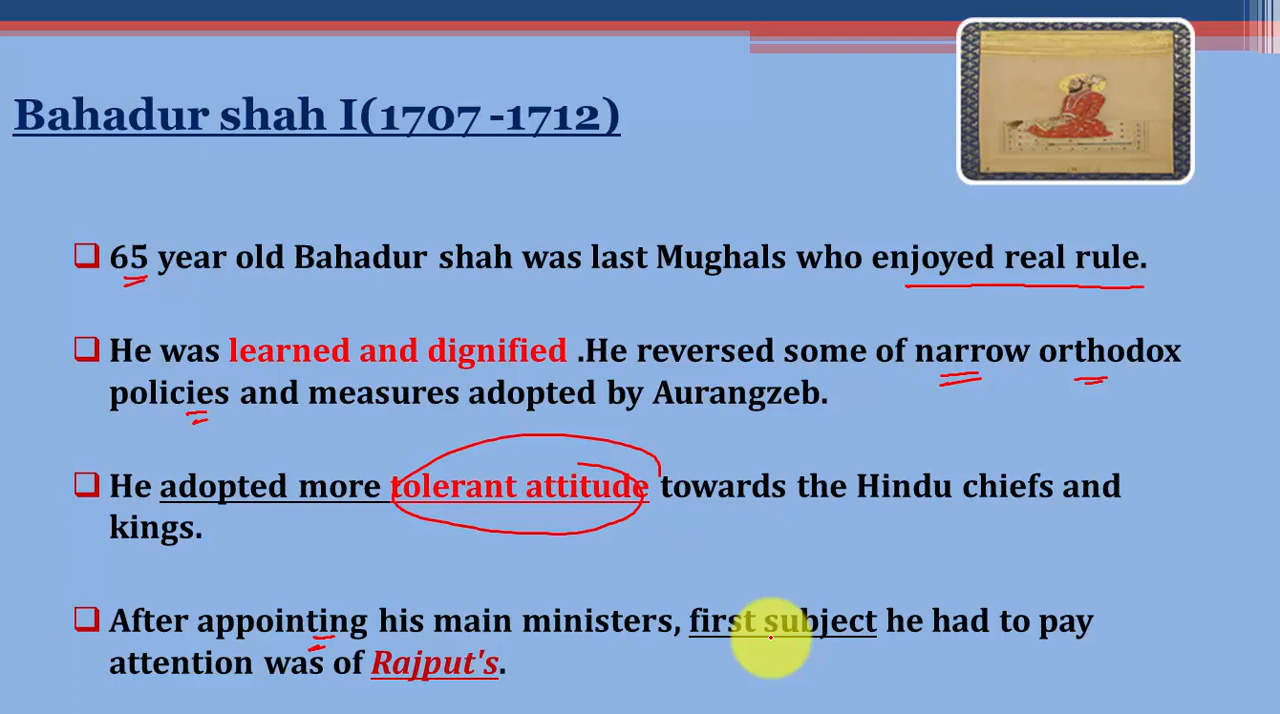 Bahadur shah I(1707 -1712)
65 year old Bahadur shah was last Mughals who enjoyed real rule.
He was learned and dignified .He reversed some of narrow orthodox
policies and measures adopted by Aurangzeb.
He adopted more tolerant attitude towards the Hindu chiefs and
kings.
After appointing his main ministers, first subject he had to pay
attention was of Rajput's.